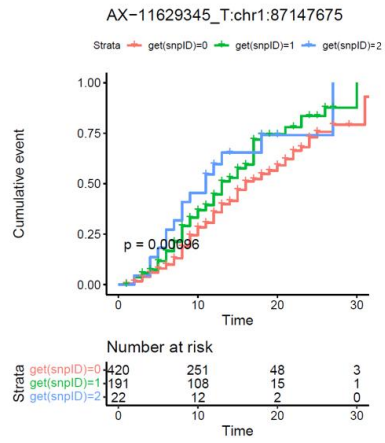 AX-11629345_T:chr1:87147675
Strata get(snpID)=0 get(snpID)=1 get(snpID)=2
Cumulative event
1.00
0.75
0.50
0.25
0.00
p = 0.00096
0 10 20 30
Time
Number at risk
Strata
get(snpID)=0 420 251 48 3
get(snpID)=1 191 108 15 1
get(snpID)=2 22 12 2 0
0 10 20 30
Time